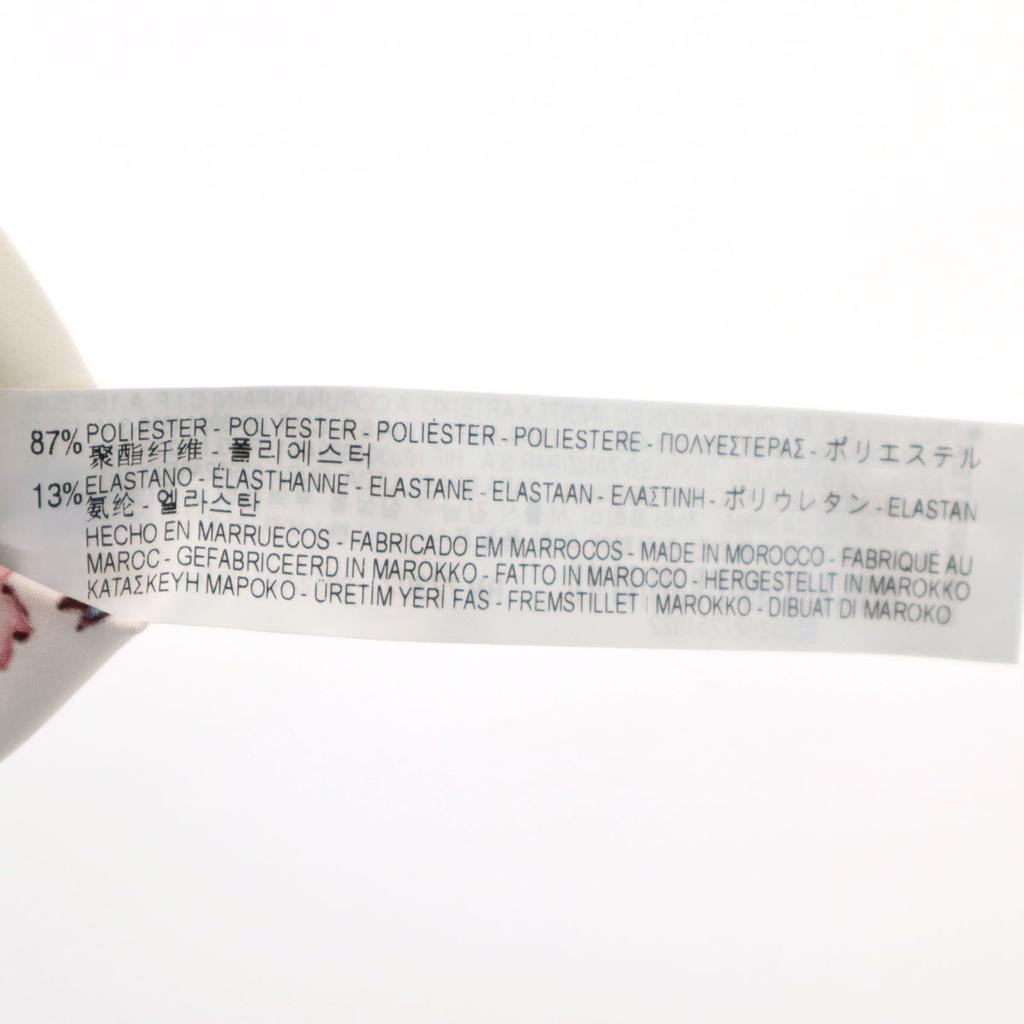 87% POLIESTER - POLYESTER - POLIÉSTER - POLIESTERE - ΠΟΛΥΕΣΤΕΡΑΣ - ポリエステル
聚酯纤维 - 폴리에스터
13% ELASTANO - ÉLASTHANNE - ELASTANE - ELASTAAN - ΕΛΑΣΤΙΝΗ - ポリウレタン - ELASTAN
氨纶 - 엘라스탄
HECHO EN MARRUECOS - FABRICADO EM MARROCOS - MADE IN MOROCCO - FABRIQUÉ AU
MAROC - GEFABRICEERD IN MAROKKO - FATTO IN MAROCCO - HERGESTELLT IN MAROKKO
ΚΑΤΑΣΚΕΥΗ ΜΑΡΟΚΟ - ÜRETİM YERİ FAS - FREMSTILLET I MAROKKO - DIBUAT DI MAROKO